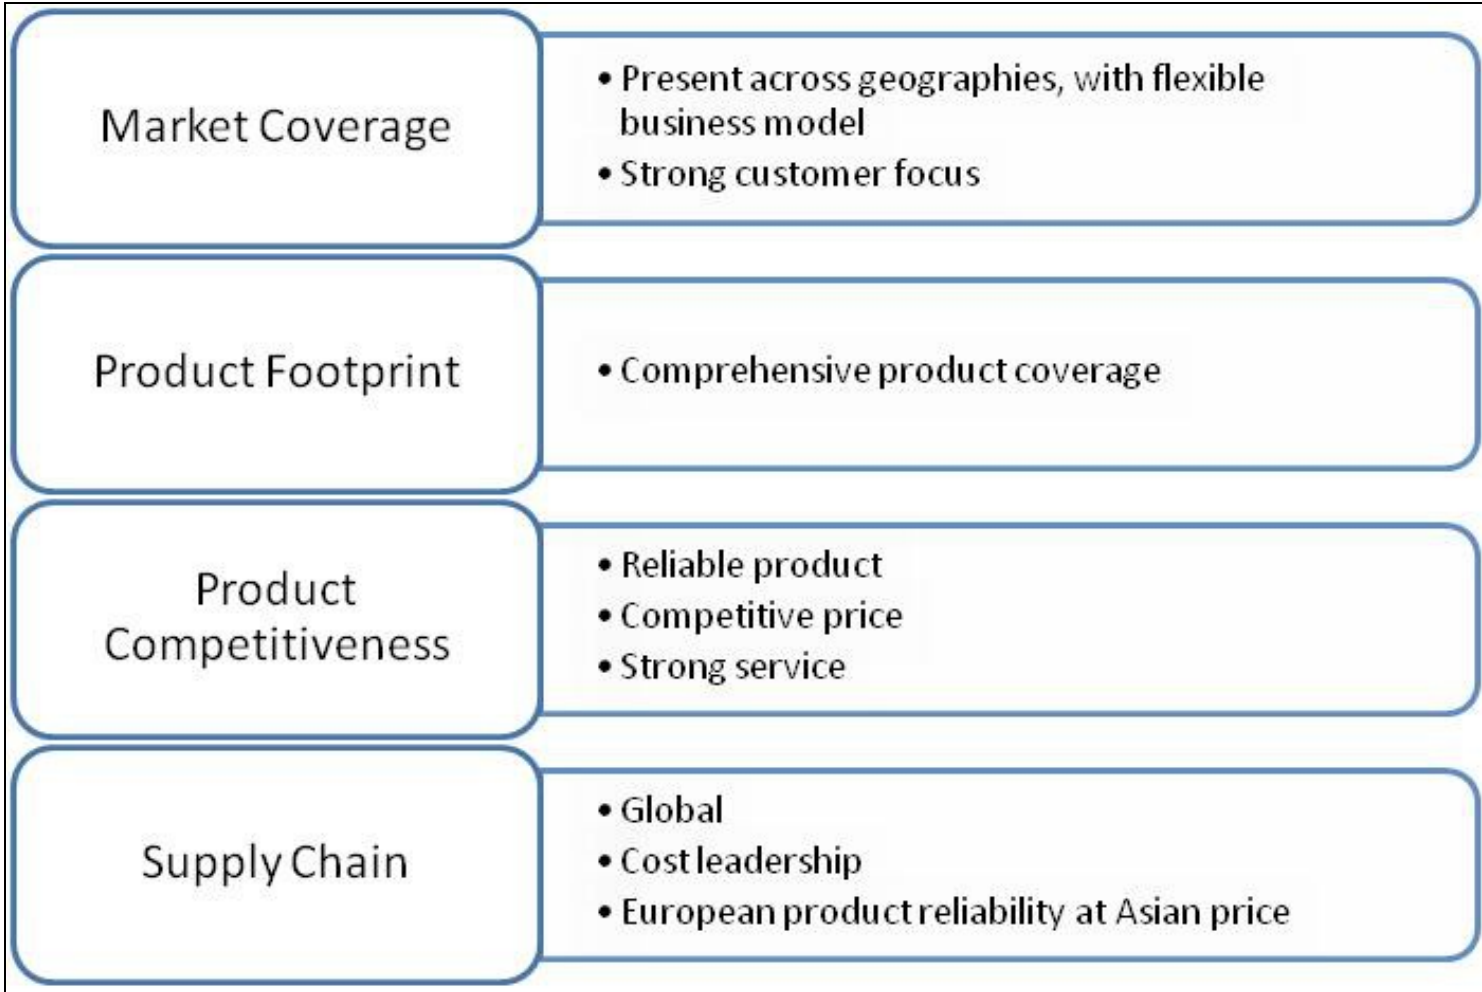 Market Coverage
• Present across geographies, with flexible
business model
• Strong customer focus
Product Footprint
• Comprehensive product coverage
Product
Competitiveness
• Reliable product
• Competitive price
• Strong service
Supply Chain
• Global
• Cost leadership
• European product reliability at Asian price